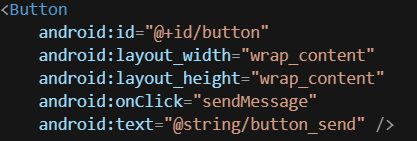 <Button
android:id="@+id/button"
android:layout_width="wrap_content"
android:layout_height="wrap_content"
android:onClick="sendMessage"
android:text="@string/button_send" />